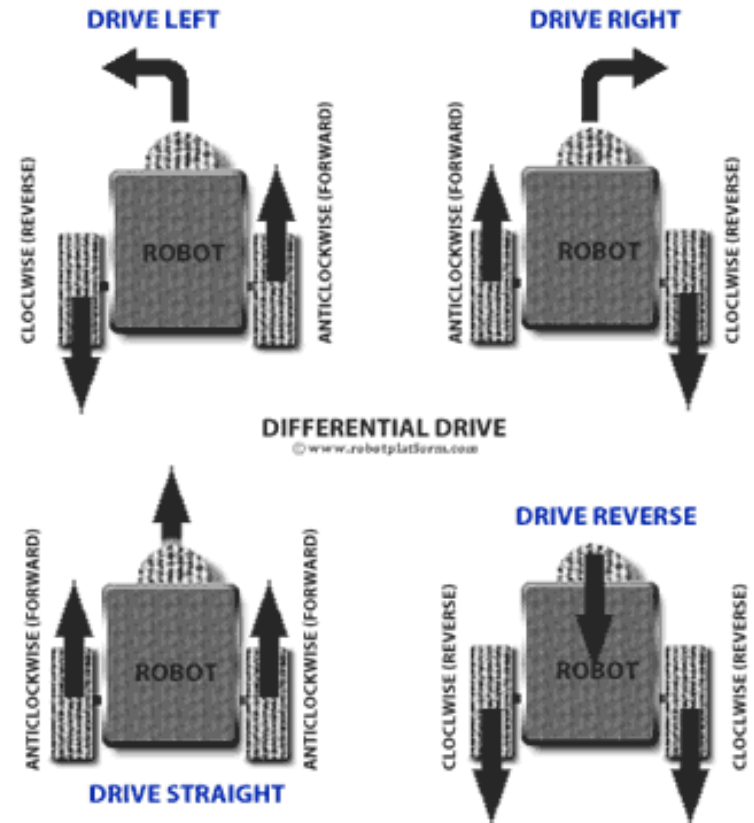 DRIVE LEFT
DRIVE RIGHT
CLOCLWISE (REVERSE)
ROBOT
ANTICLOCKWISE (FORWARD)
ANTICLOCKWISE (FORWARD)
ROBOT
CLOCLWISE (REVERSE)
DIFFERENTIAL DRIVE
© www.robotplatform.com
ANTICLOCKWISE (FORWARD)
ROBOT
ANTICLOCKWISE (FORWARD)
DRIVE STRAIGHT
DRIVE REVERSE
CLOCLWISE (REVERSE)
ROBOT
CLOCLWISE (REVERSE)